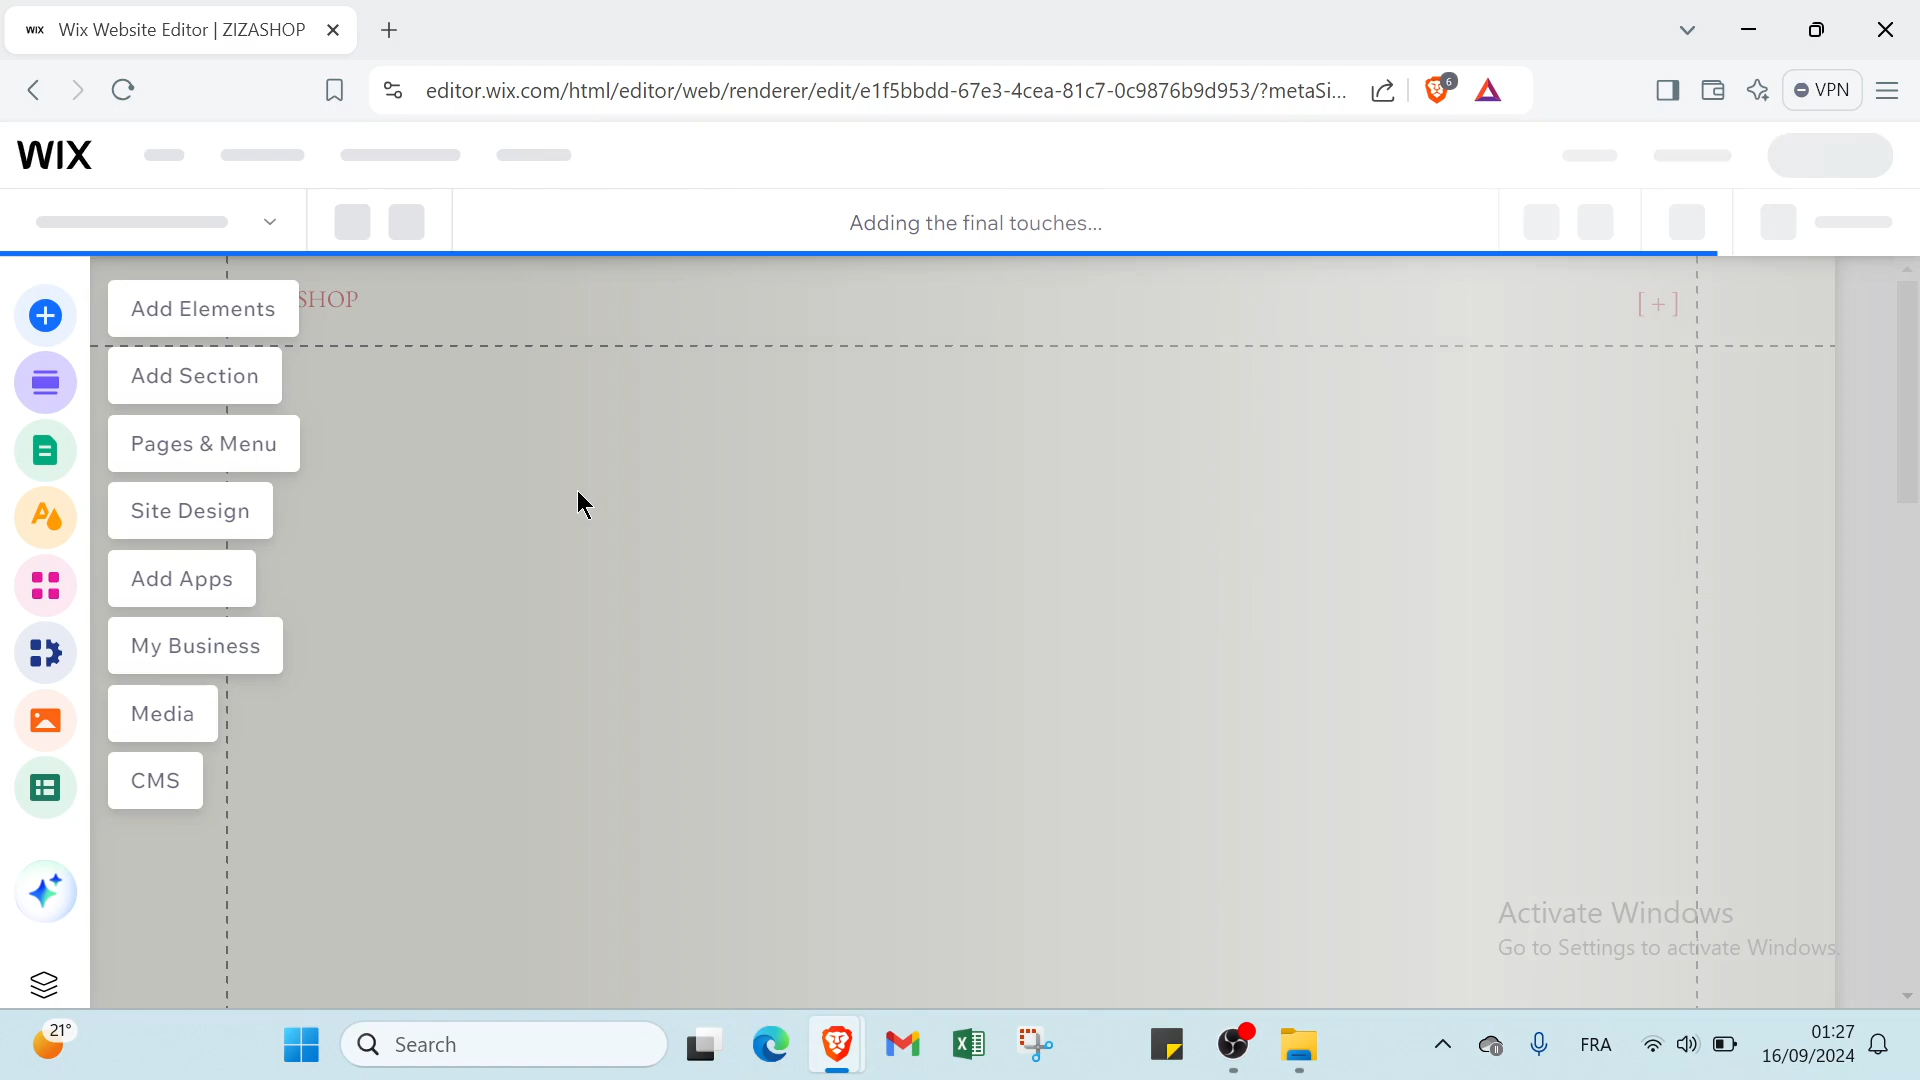 WIX Wix Website Editor | ZIZASHOP
editor.wix.com/html/editor/web/renderer/edit/e1f5bbdd-67e3-4cea-81c7-0c9876b9d953/?metaSi...
6
VPN
WIX
Adding the final touches...
Add Elements
SHOP
[ + ]
Add Section
Pages & Menu
Site Design
Add Apps
My Business
Media
CMS
Activate Windows
Go to Settings to activate Windows.
21°
Search
FRA
01:27
16/09/2024